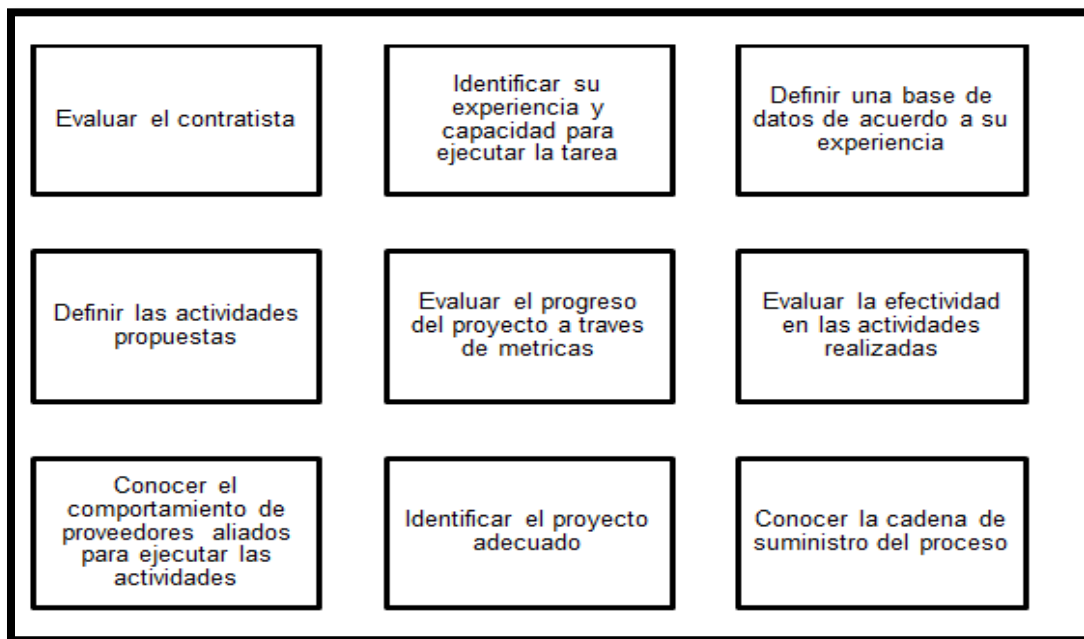 Evaluar el contratista
Identificar su
experiencia y
capacidad para
ejecutar la tarea
Definir una base de
datos de acuerdo a su
experiencia
Definir las actividades
propuestas
Evaluar el progreso
del proyecto a traves
de metricas
Evaluar la efectividad
en las actividades
realizadas
Conocer el
comportamiento de
proveedores aliados
para ejecutar las
actividades
Identificar el proyecto
adecuado
Conocer la cadena de
suministro del proceso